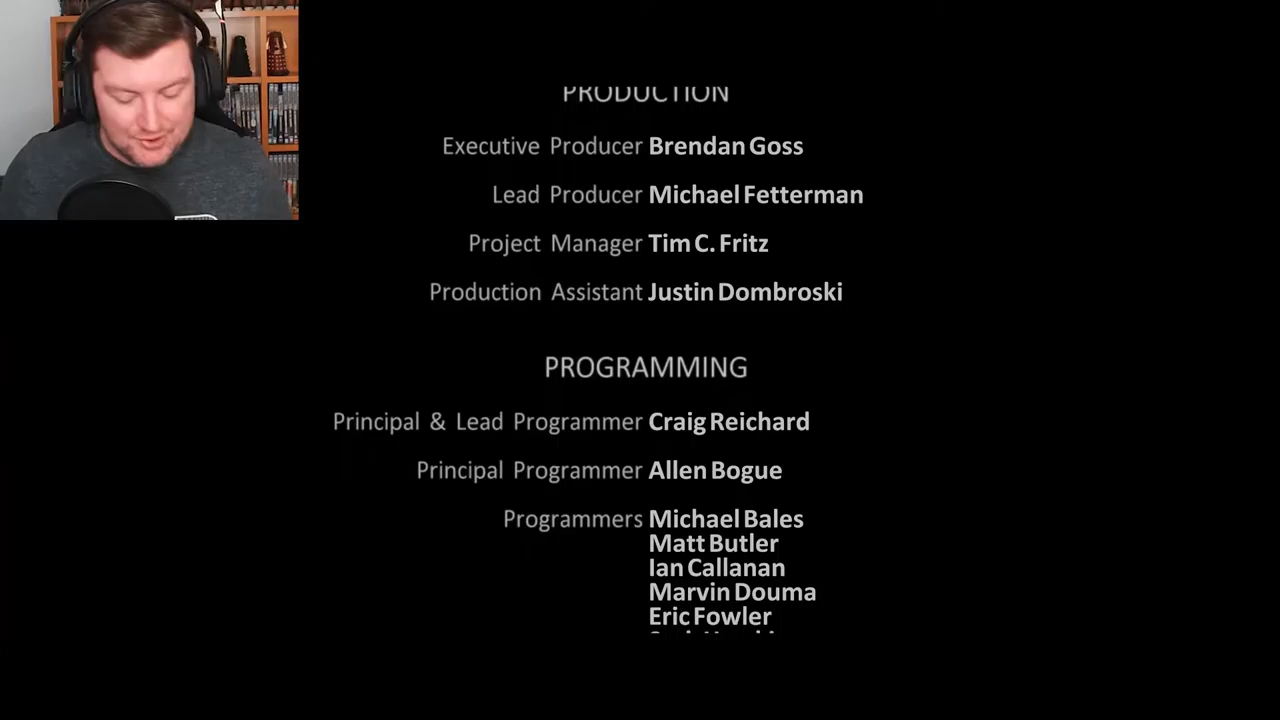 PRODUCTION
Executive Producer Brendan Goss
Lead Producer Michael Fetterman
Project Manager Tim C. Fritz
Production Assistant Justin Dombroski
PROGRAMMING
Principal & Lead Programmer Craig Reichard
Principal Programmer Allen Bogue
Programmers Michael Bales
Matt Butler
Ian Callanan
Marvin Douma
Eric Fowler